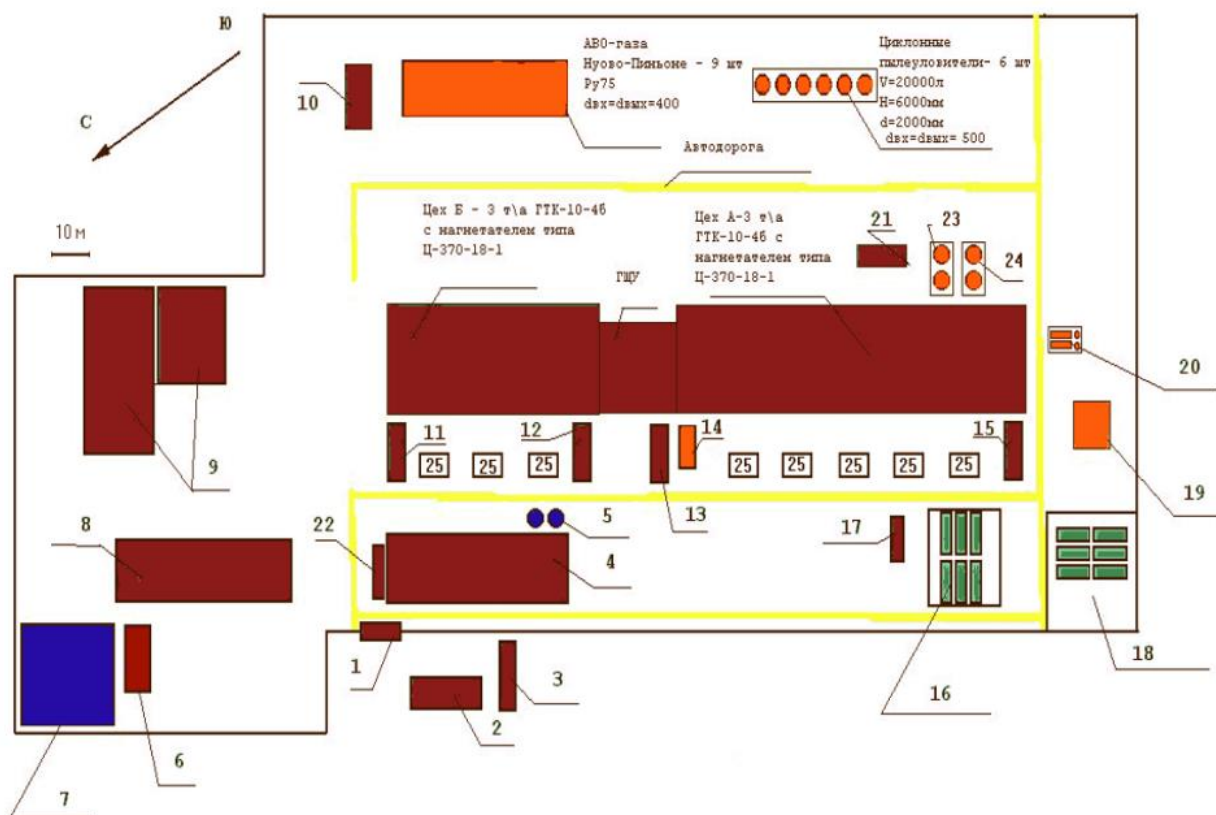 Ю
С
10 м
10
АВО-газа
Нуово-Пиньоне - 9 шт
Ру75
dвх=dвых=400
Циклонные
пылеуловители- 6 шт
V=20000л
H=6000мм
d=2000мм
dвх=dвых= 500
Автодорога
Цех Б - 3 т\а ГТК-10-4б
с нагнетателем типа
Ц-370-18-1
ГЩУ
Цех А-3 т\а
ГТК-10-4б с
нагнетателем типа
Ц-370-18-1
21
23
24
20
19
9
11
25
25
25
12
13
14
25
25
25
25
25
15
8
22
5
4
17
16
18
1
2
3
6
7